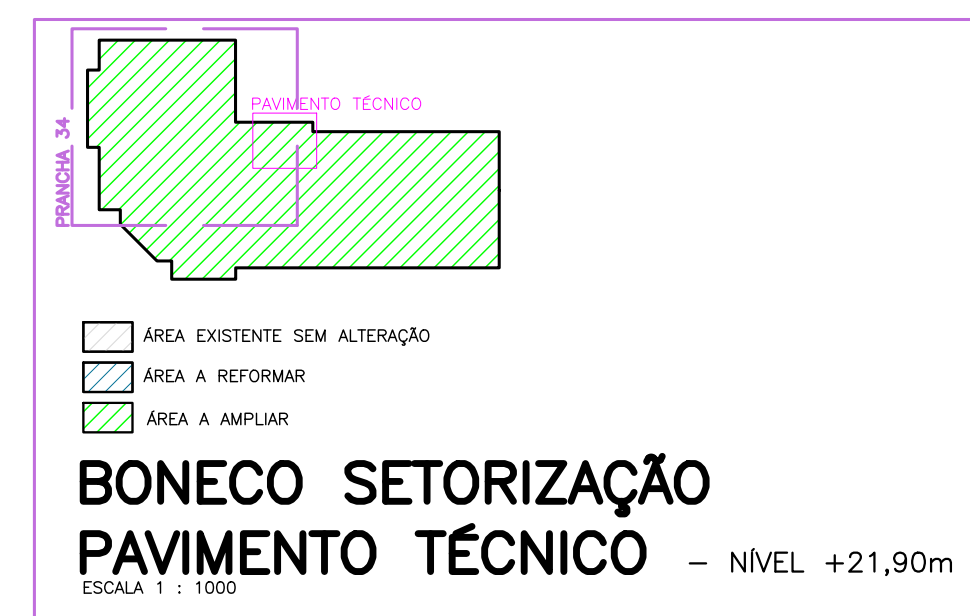 PAVIMENTO TÉCNICO
PRANCHA 34
ÁREA EXISTENTE SEM ALTERAÇÃO
ÁREA A REFORMAR
ÁREA A AMPLIAR
BONECO SETORIZAÇÃO
PAVIMENTO TÉCNICO - NÍVEL +21,90m
ESCALA 1 : 1000